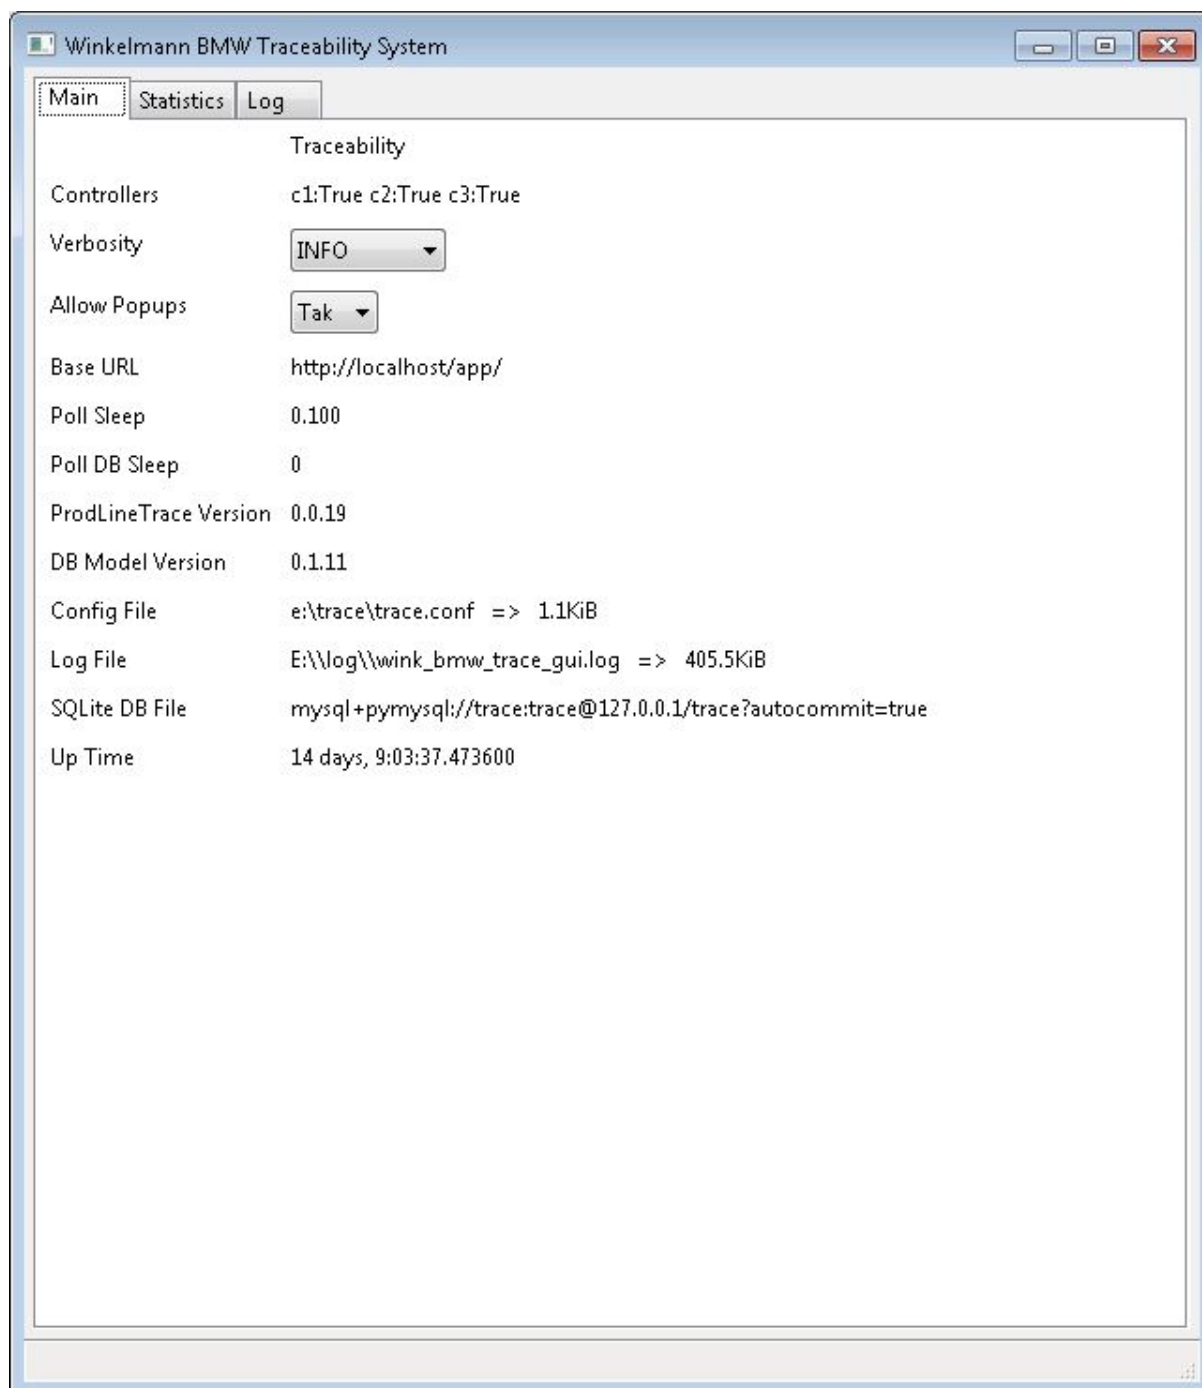 Winkelmann BMW Traceability System
Main Statistics Log
Traceability
Controllers c1:True c2:True c3:True
Verbosity INFO
Allow Popups Tak
Base URL http://localhost/app/
Poll Sleep 0.100
Poll DB Sleep 0
ProdLineTrace Version 0.0.19
DB Model Version 0.1.11
Config File e:\trace\trace.conf => 1.1KiB
Log File E:\\log\\wink_bmw_trace_gui.log => 405.5KiB
SQLite DB File mysql+pymysql://trace:trace@127.0.0.1/trace?autocommit=true
Up Time 14 days, 9:03:37.473600